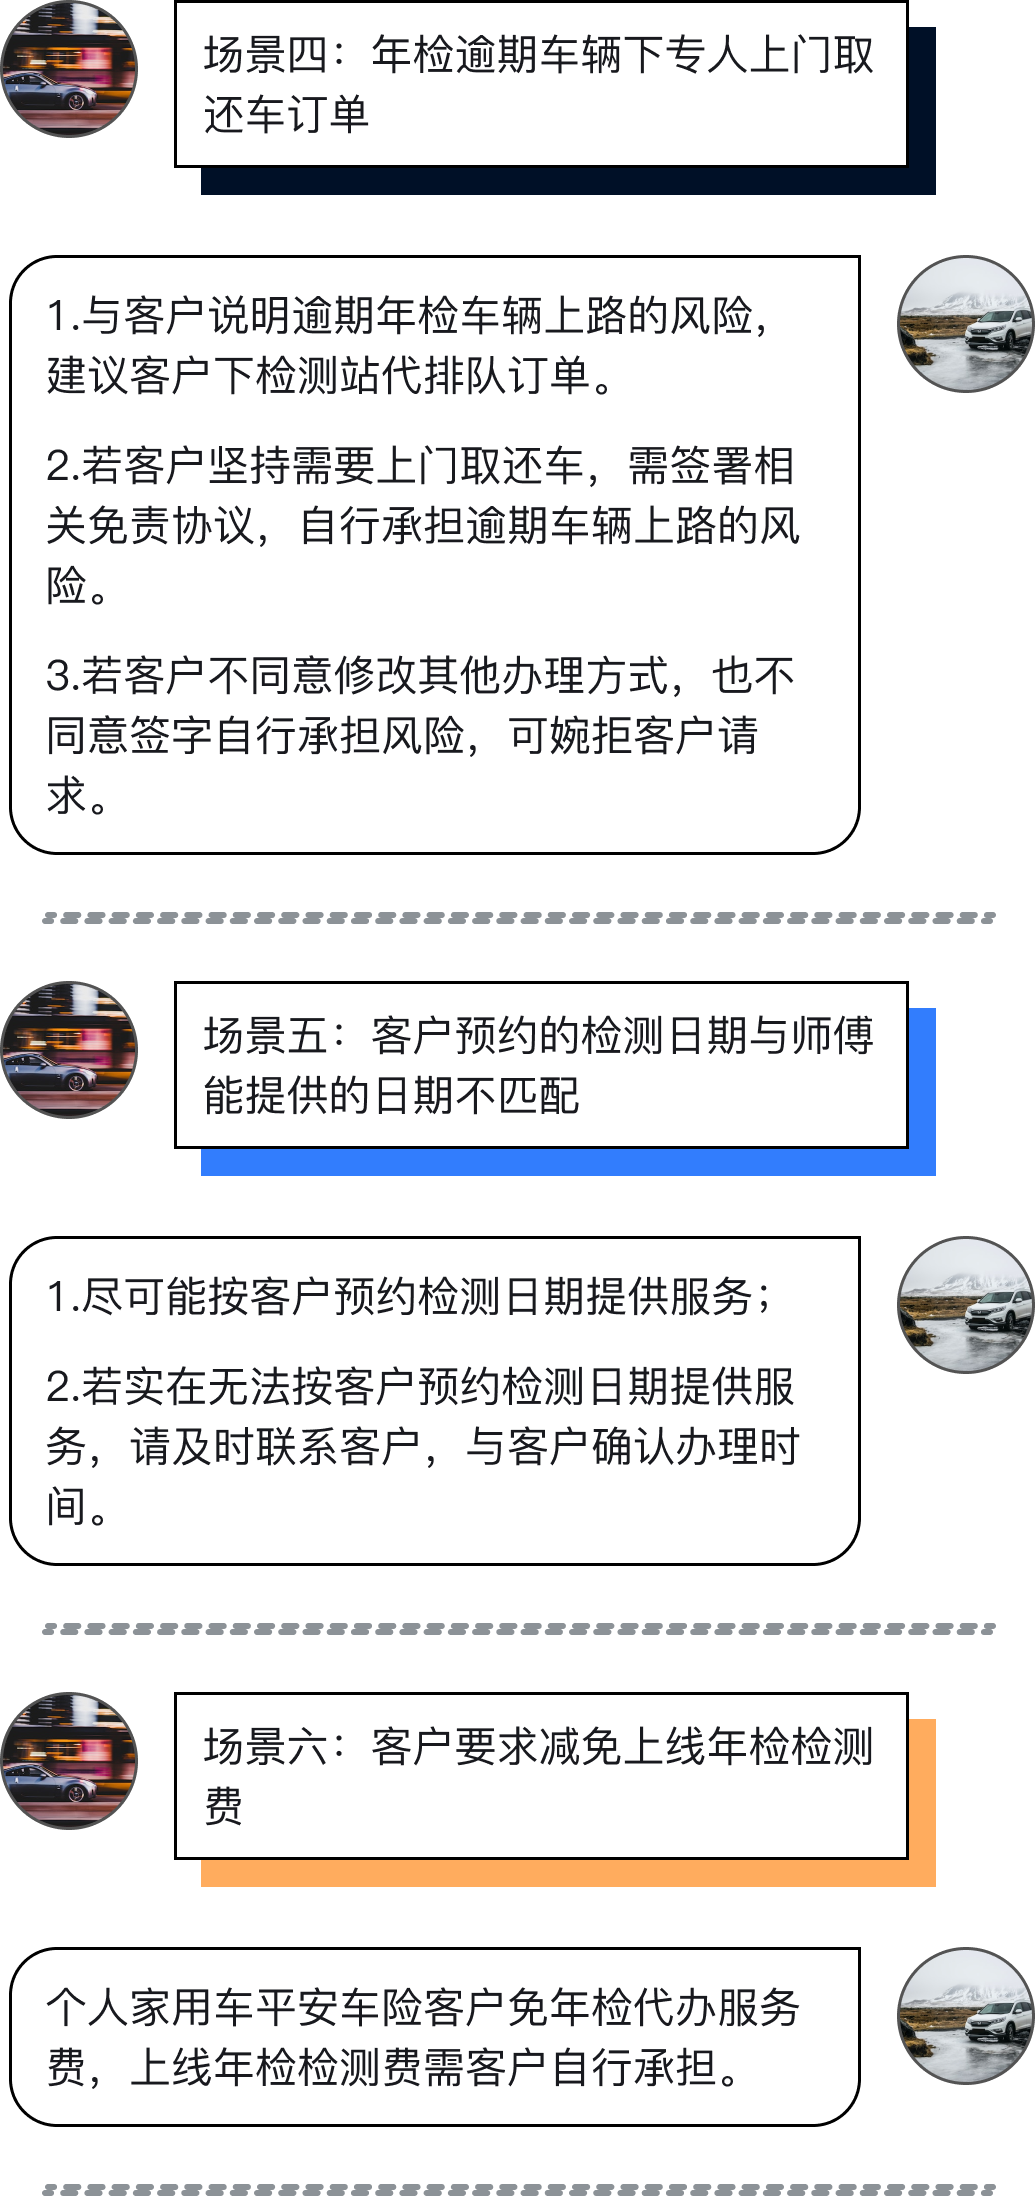 场景四：年检逾期车辆下专人上门取
还车订单
1.与客户说明逾期年检车辆上路的风险，
建议客户下检测站代排队订单。
2.若客户坚持需要上门取还车，需签署相
关免责协议，自行承担逾期车辆上路的风
险。
3.若客户不同意修改其他办理方式，也不
同意签字自行承担风险，可婉拒客户请
求。
场景五：客户预约的检测日期与师傅
能提供的日期不匹配
1.尽可能按客户预约检测日期提供服务；
2.若实在无法按客户预约检测日期提供服
务，请及时联系客户，与客户确认办理时
间。
场景六：客户要求减免上线年检检测
费
个人家用车平安车险客户免年检代办服务
费，上线年检检测费需客户自行承担。